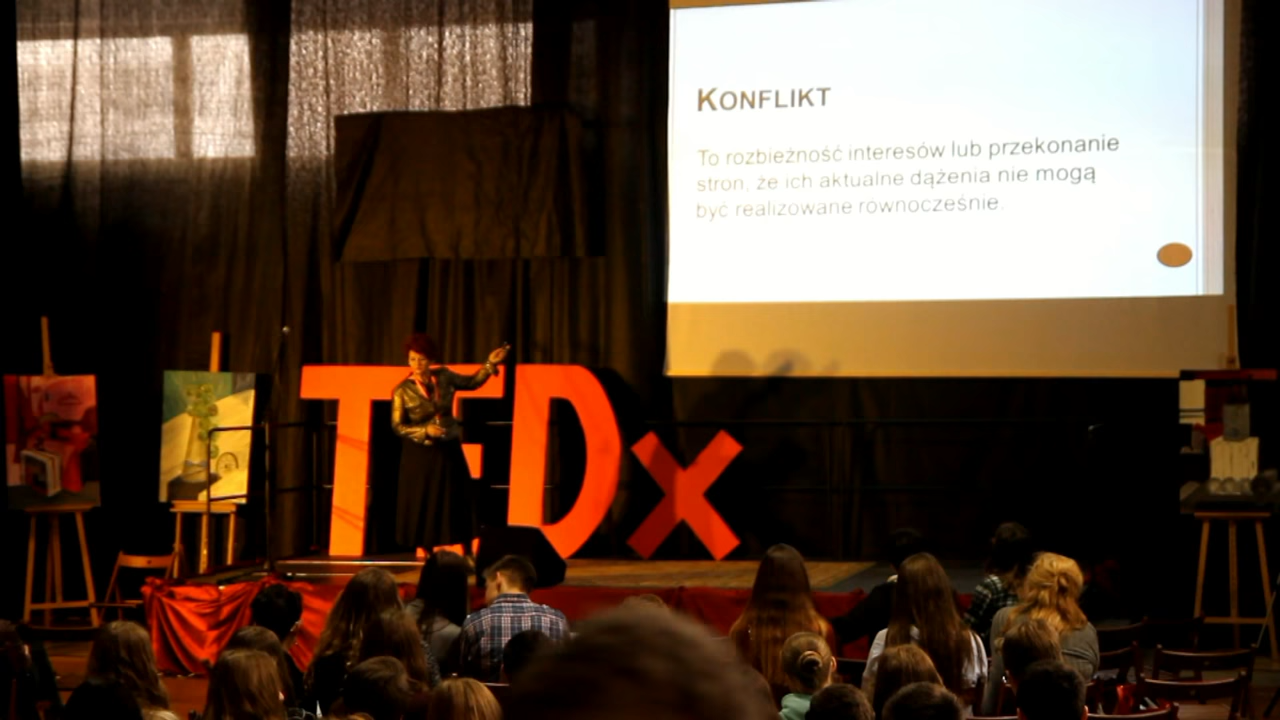 KONFLIKT
To rozbieżność interesów lub przekonanie
stron, że ich aktualne dążenia nie mogą
być realizowane równocześnie.
TEDx